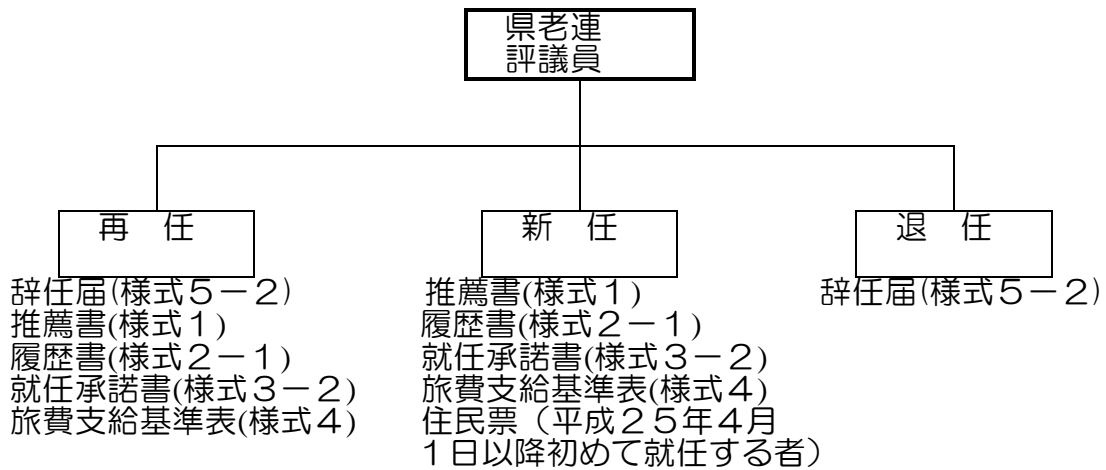 県老連
評議員
再　任
辞任届(様式５－２)
推薦書(様式１)
履歴書(様式２－１)
就任承諾書(様式３－２)
旅費支給基準表(様式４)
新　任
推薦書(様式１)
履歴書(様式２－１)
就任承諾書(様式３－２)
旅費支給基準表(様式４)
住民票（平成２５年４月
１日以降初めて就任する者）
退　任
辞任届(様式５－２)